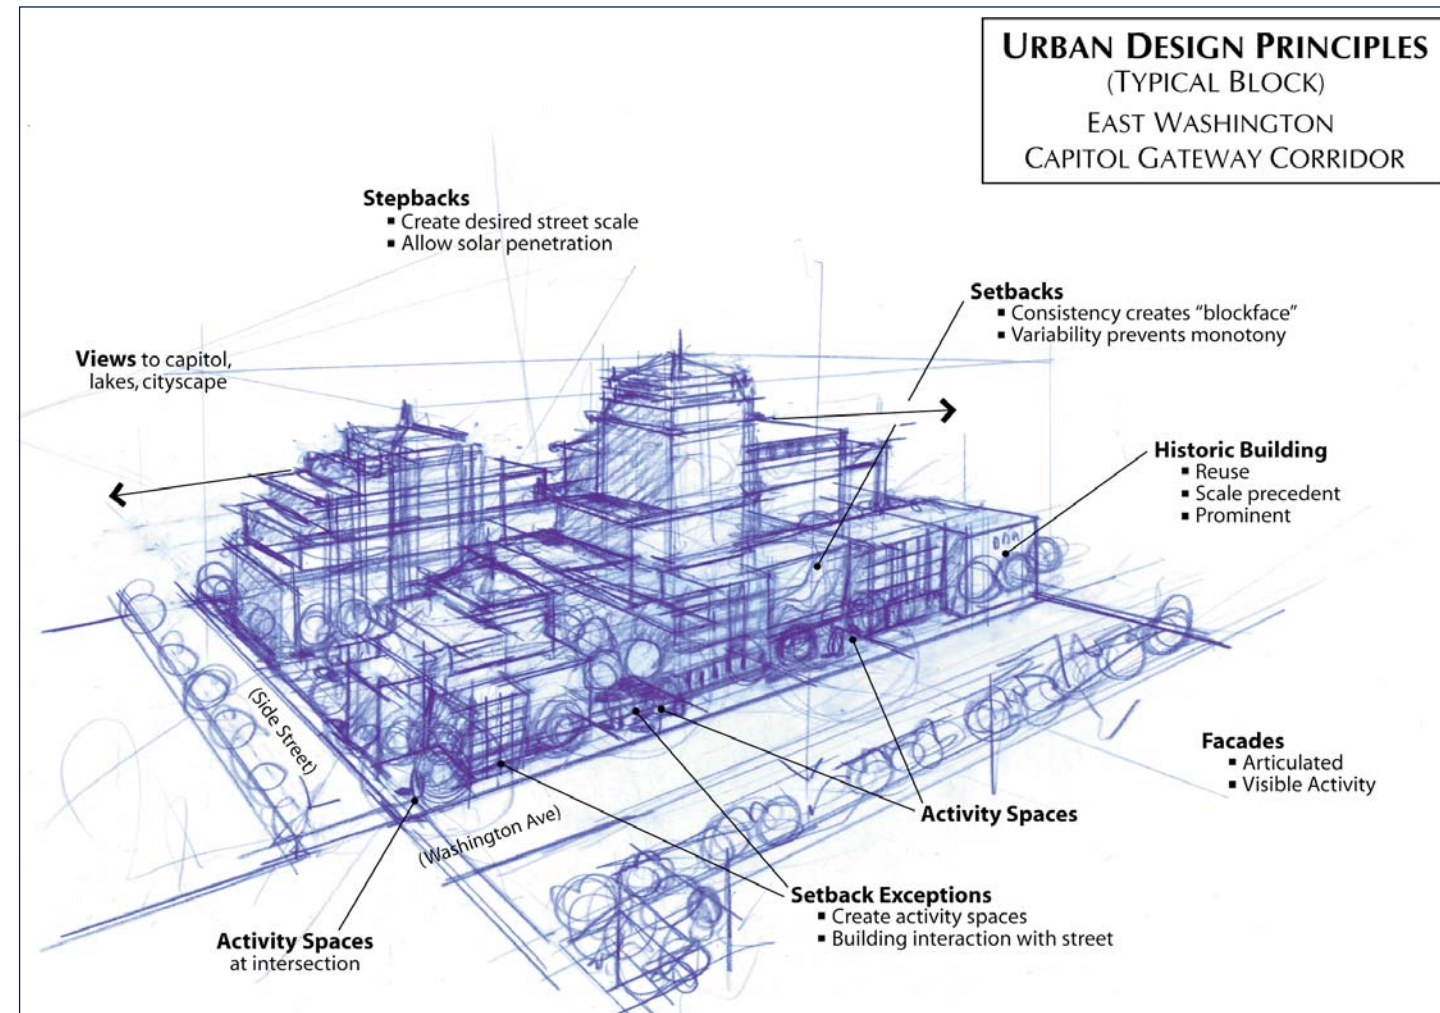 URBAN DESIGN PRINCIPLES
(TYPICAL BLOCK)
EAST WASHINGTON
CAPITOL GATEWAY CORRIDOR
Stepbacks
▪ Create desired street scale
▪ Allow solar penetration
Setbacks
▪ Consistency creates “blockface”
▪ Variability prevents monotony
Views to capitol,
lakes, cityscape
Historic Building
▪ Reuse
▪ Scale precedent
▪ Prominent
(Side Street)
Facades
▪ Articulated
▪ Visible Activity
Activity Spaces
(Washington Ave)
Setback Exceptions
▪ Create activity spaces
▪ Building interaction with street
Activity Spaces
at intersection